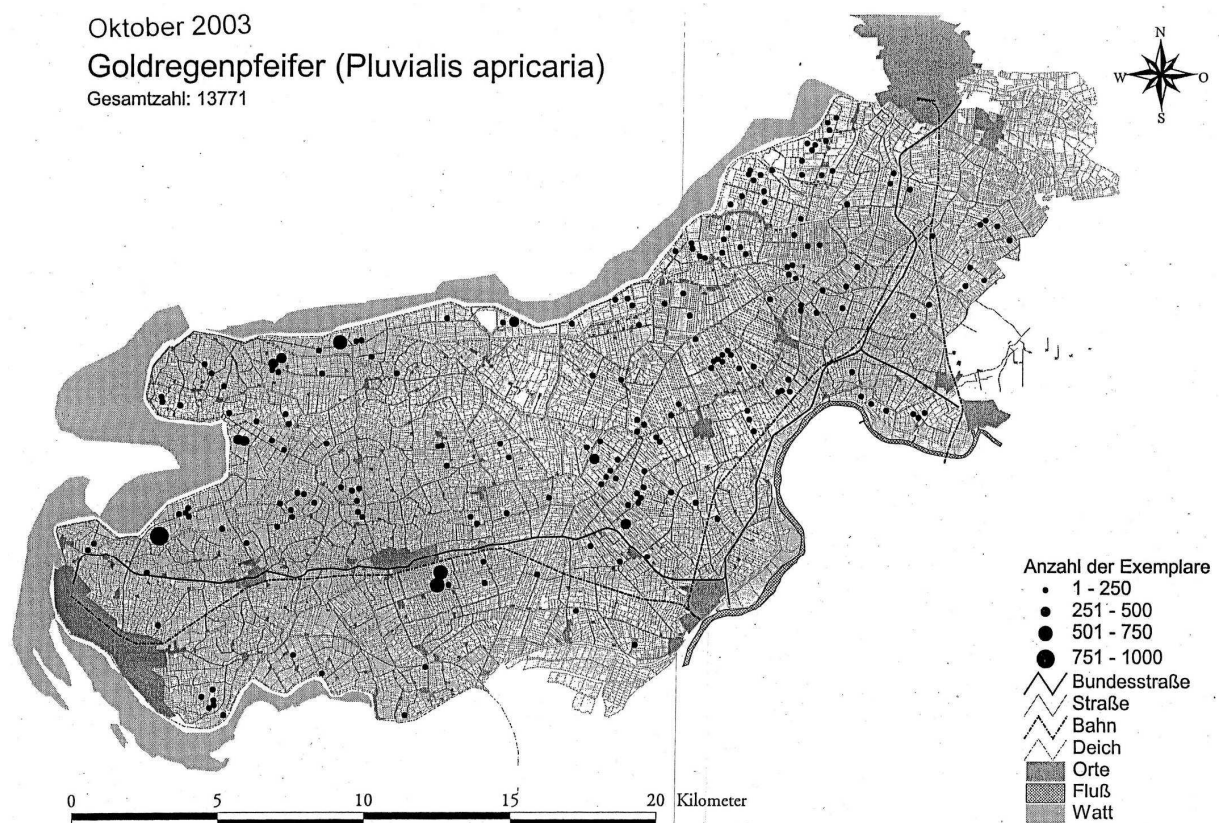 Oktober 2003
Goldregenpfeifer (Pluvialis apricaria)
Gesamtzahl: 13771
N
W
O
S
Anzahl der Exemplare
1 - 250
251 - 500
501 - 750
751 - 1000
Bundesstraße
Straße
Bahn
Deich
Orte
Fluß
Watt
0 5 10 15 20 Kilometer